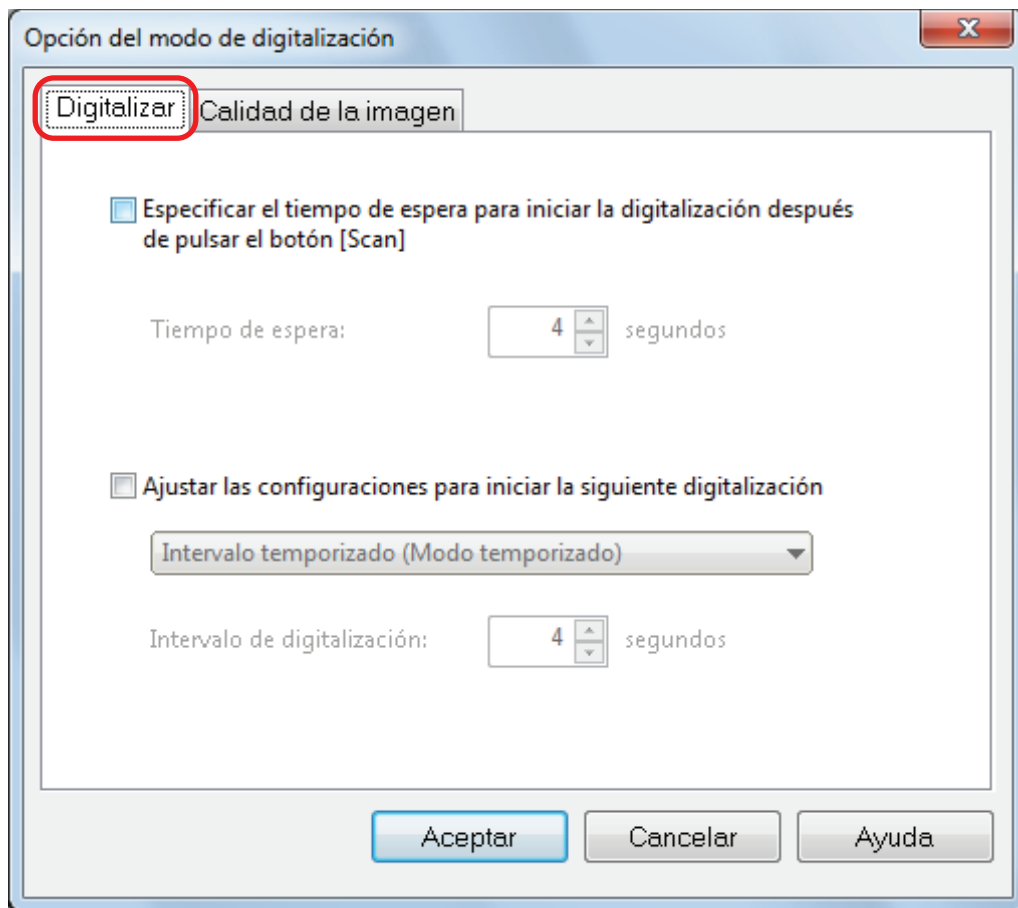 Opción del modo de digitalización
x
Digitalizar Calidad de la imagen
Especificar el tiempo de espera para iniciar la digitalización después
de pulsar el botón [Scan]
Tiempo de espera: 4 segundos
Ajustar las configuraciones para iniciar la siguiente digitalización
Intervalo temporizado (Modo temporizado)
Intervalo de digitalización: 4 segundos
Aceptar Cancelar Ayuda